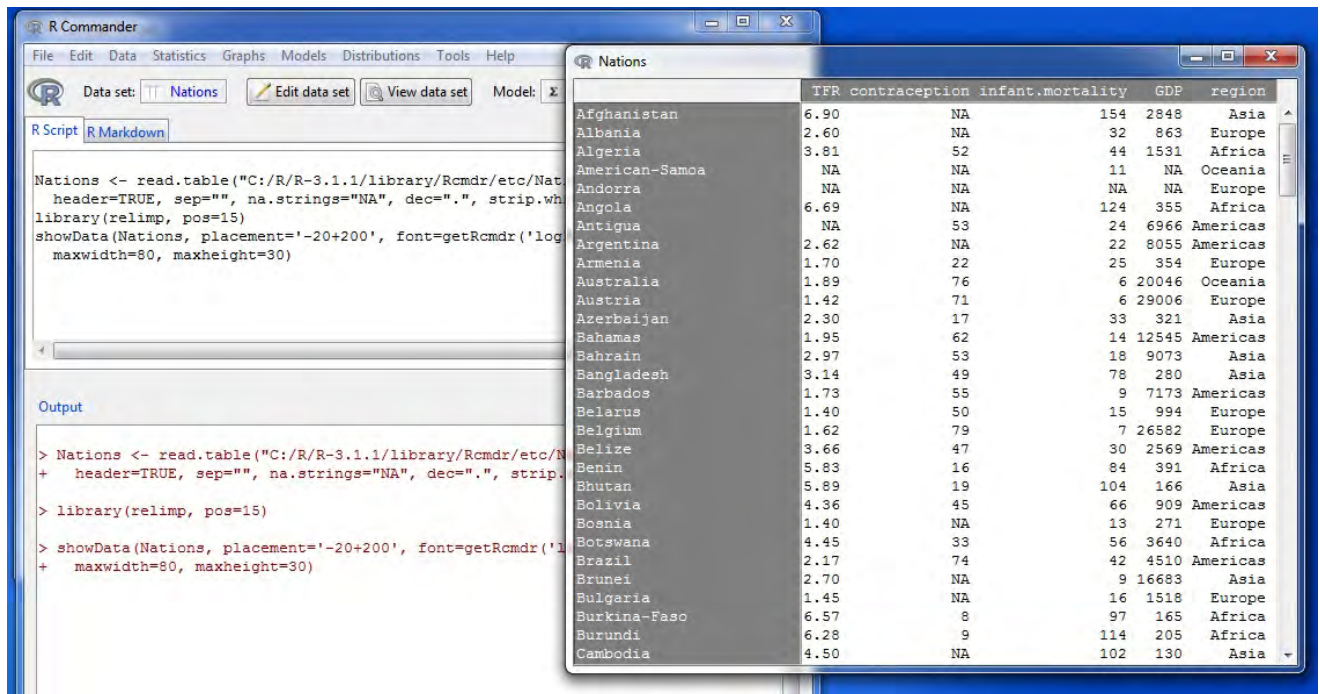 R Commander
File Edit Data Statistics Graphs Models Distributions Tools Help
Data set: Nations Edit data set View data set Model: Σ
R Script R Markdown
Nations <- read.table("C:/R/R-3.1.1/library/Rcmdr/etc/Nat
header=TRUE, sep="", na.strings="NA", dec=".", strip.wh
library(relimp, pos=15)
showData(Nations, placement='-20+200', font=getRcmdr('log
maxwidth=80, maxheight=30)
Output
> Nations <- read.table("C:/R/R-3.1.1/library/Rcmdr/etc/N
+ header=TRUE, sep="", na.strings="NA", dec=".", strip.
> library(relimp, pos=15)
> showData(Nations, placement='-20+200', font=getRcmdr('l
+ maxwidth=80, maxheight=30)
Nations
TFR contraception infant.mortality GDP region
Afghanistan 6.90 NA 154 2848 Asia
Albania 2.60 NA 32 863 Europe
Algeria 3.81 52 44 1531 Africa
American-Samoa NA NA 11 NA Oceania
Andorra NA NA NA NA Europe
Angola 6.69 NA 124 355 Africa
Antigua NA 53 24 6966 Americas
Argentina 2.62 NA 22 8055 Americas
Armenia 1.70 22 25 354 Europe
Australia 1.89 76 6 20046 Oceania
Austria 1.42 71 6 29006 Europe
Azerbaijan 2.30 17 33 321 Asia
Bahamas 1.95 62 14 12545 Americas
Bahrain 2.97 53 18 9073 Asia
Bangladesh 3.14 49 78 280 Asia
Barbados 1.73 55 9 7173 Americas
Belarus 1.40 50 15 994 Europe
Belgium 1.62 79 7 26582 Europe
Belize 3.66 47 30 2569 Americas
Benin 5.83 16 84 391 Africa
Bhutan 5.89 19 104 166 Asia
Bolivia 4.36 45 66 909 Americas
Bosnia 1.40 NA 13 271 Europe
Botswana 4.45 33 56 3640 Africa
Brazil 2.17 74 42 4510 Americas
Brunei 2.70 NA 9 16683 Asia
Bulgaria 1.45 NA 16 1518 Europe
Burkina-Faso 6.57 8 97 165 Africa
Burundi 6.28 9 114 205 Africa
Cambodia 4.50 NA 102 130 Asia